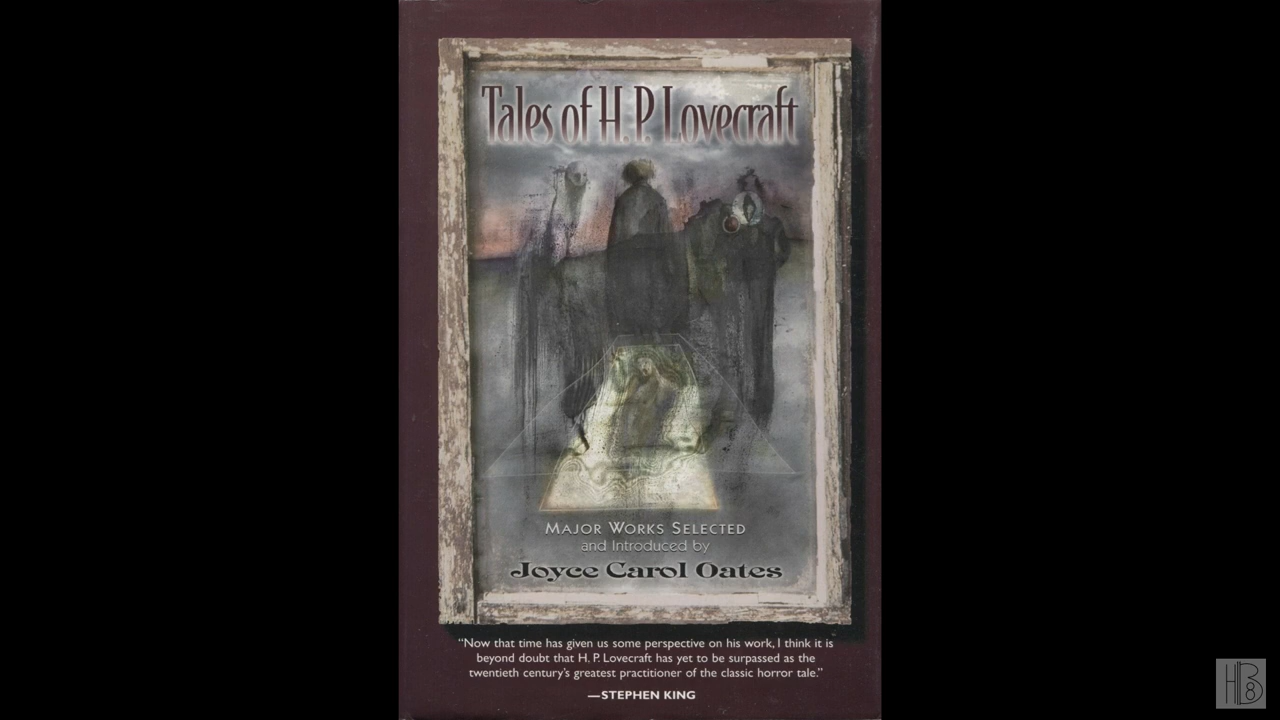 Tales of H. P. Lovecraft
Major Works Selected
and Introduced by
Joyce Carol Oates
“Now that time has given us some perspective on his work, I think it is
beyond doubt that H. P. Lovecraft has yet to be surpassed as the
twentieth century’s greatest practitioner of the classic horror tale.”
—STEPHEN KING
HB8